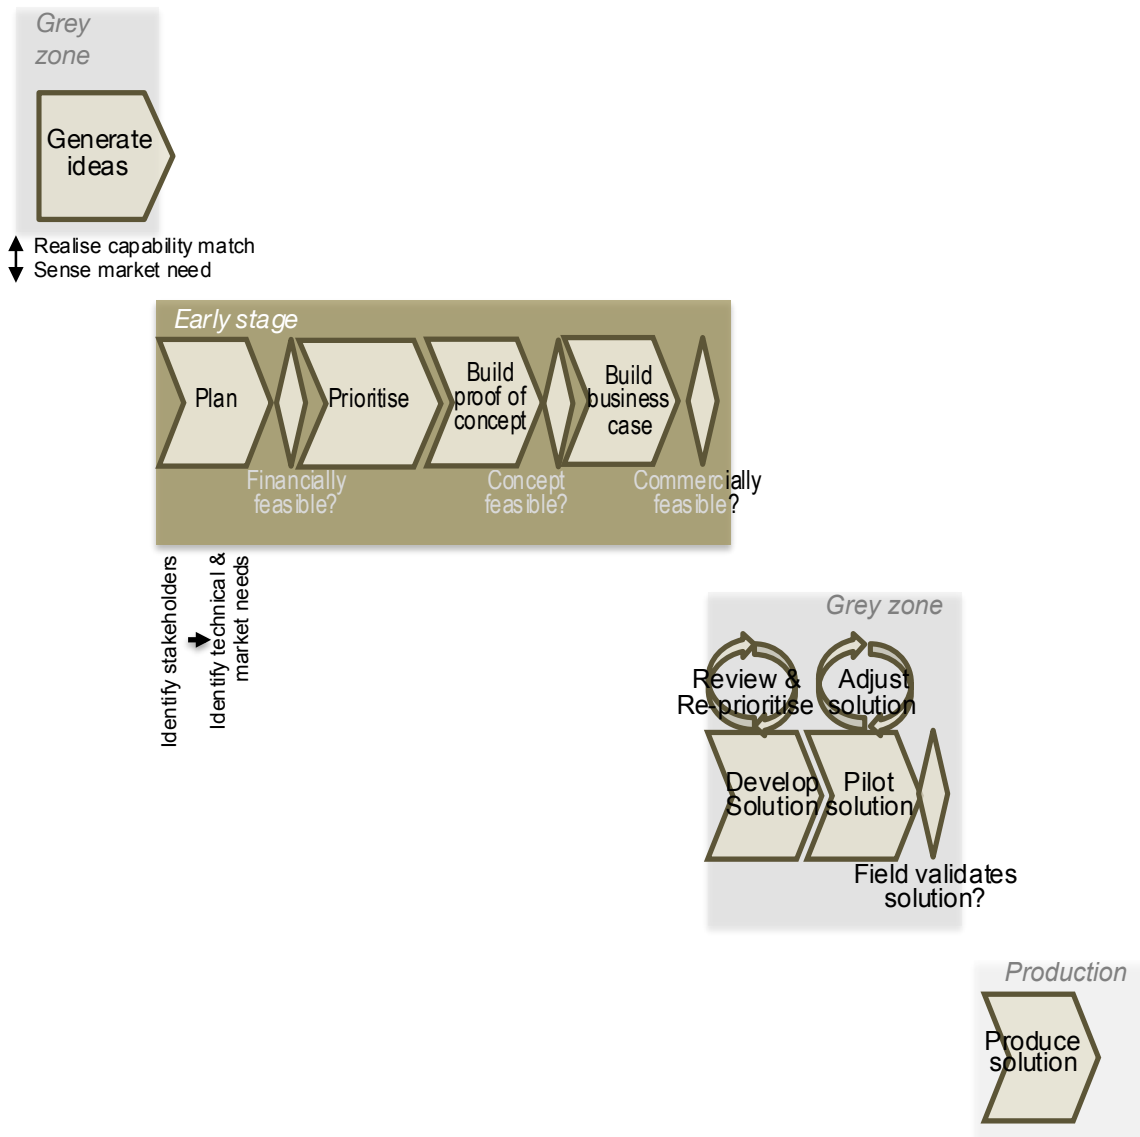 Grey
zone
Generate
ideas
Realise capability match
Sense market need
Early stage
Plan
Prioritise
Build
proof of
concept
Build
business
case
Financially
feasible?
Concept
feasible?
Commercially
feasible?
Identify stakeholders
Identify technical &
market needs
Grey zone
Review &
Re-prioritise
Adjust
solution
Develop
Solution
Pilot
solution
Field validates
solution?
Production
Produce
solution